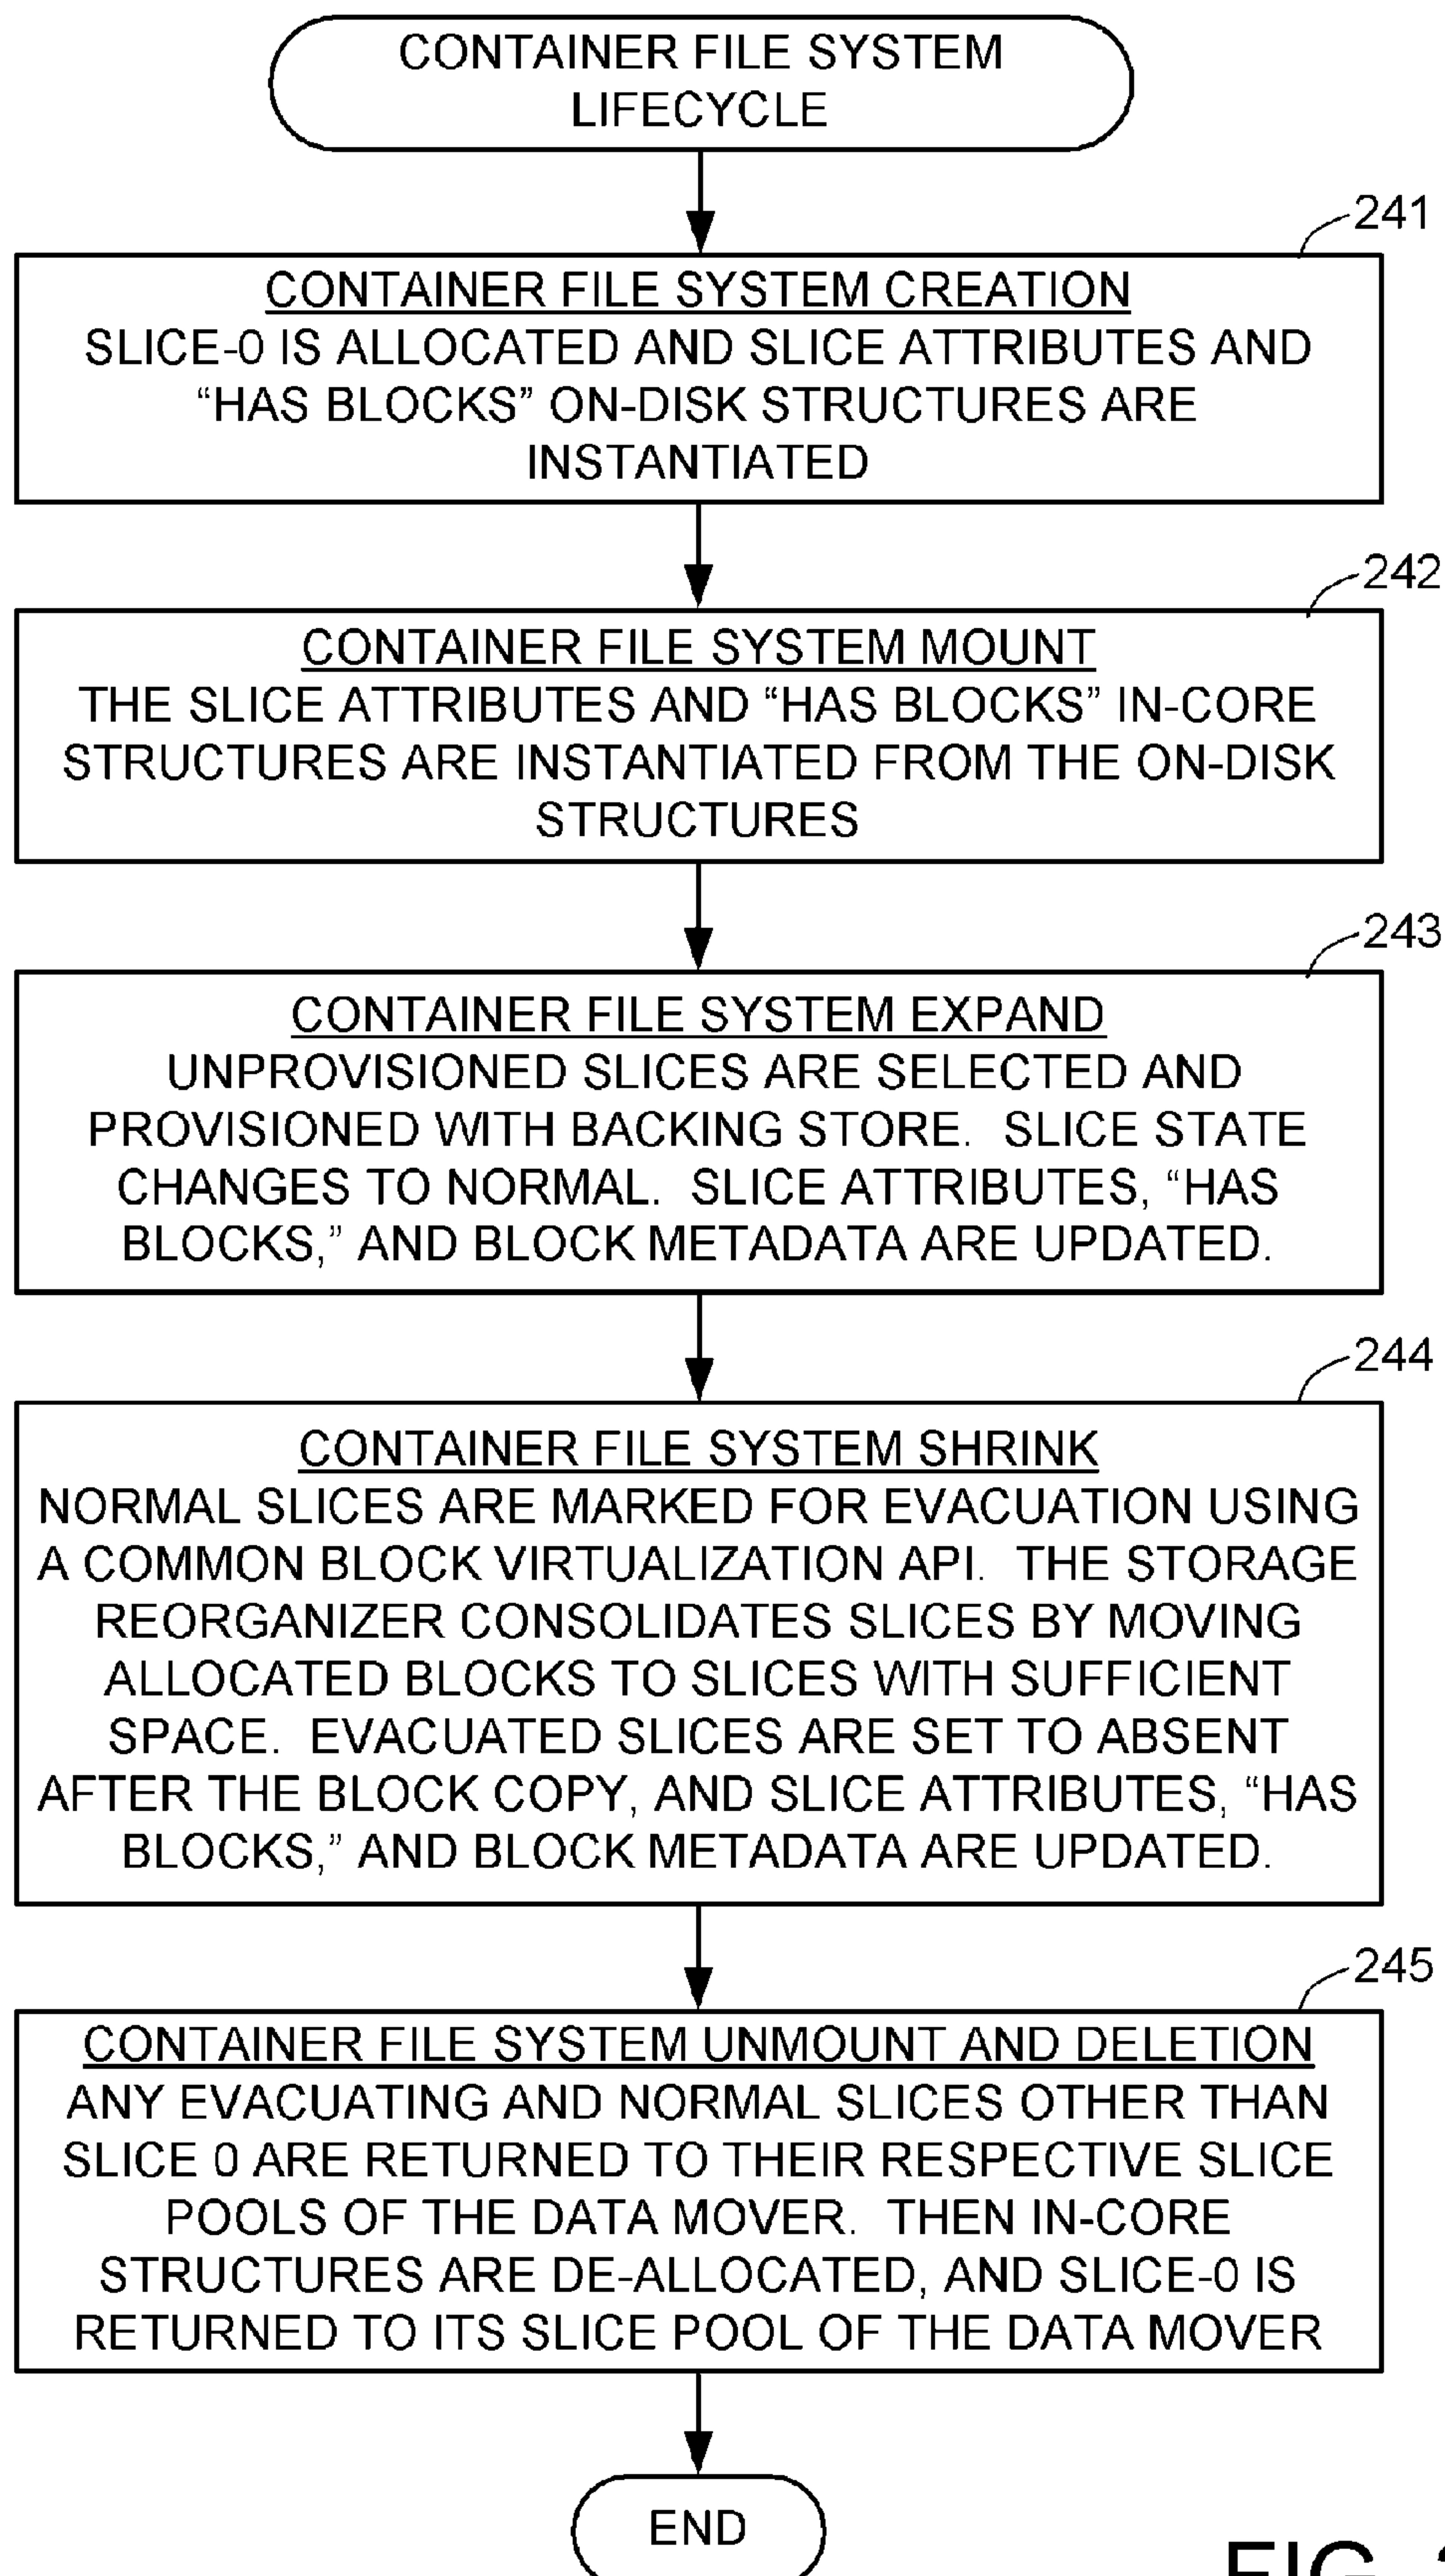 CONTAINER FILE SYSTEM
LIFECYCLE
241
CONTAINER FILE SYSTEM CREATION
SLICE-0 IS ALLOCATED AND SLICE ATTRIBUTES AND
“HAS BLOCKS” ON-DISK STRUCTURES ARE
INSTANTIATED
242
CONTAINER FILE SYSTEM MOUNT
THE SLICE ATTRIBUTES AND “HAS BLOCKS” IN-CORE
STRUCTURES ARE INSTANTIATED FROM THE ON-DISK
STRUCTURES
243
CONTAINER FILE SYSTEM EXPAND
UNPROVISIONED SLICES ARE SELECTED AND
PROVISIONED WITH BACKING STORE. SLICE STATE
CHANGES TO NORMAL. SLICE ATTRIBUTES, “HAS
BLOCKS,” AND BLOCK METADATA ARE UPDATED.
244
CONTAINER FILE SYSTEM SHRINK
NORMAL SLICES ARE MARKED FOR EVACUATION USING
A COMMON BLOCK VIRTUALIZATION API. THE STORAGE
REORGANIZER CONSOLIDATES SLICES BY MOVING
ALLOCATED BLOCKS TO SLICES WITH SUFFICIENT
SPACE. EVACUATED SLICES ARE SET TO ABSENT
AFTER THE BLOCK COPY, AND SLICE ATTRIBUTES, “HAS
BLOCKS,” AND BLOCK METADATA ARE UPDATED.
245
CONTAINER FILE SYSTEM UNMOUNT AND DELETION
ANY EVACUATING AND NORMAL SLICES OTHER THAN
SLICE 0 ARE RETURNED TO THEIR RESPECTIVE SLICE
POOLS OF THE DATA MOVER. THEN IN-CORE
STRUCTURES ARE DE-ALLOCATED, AND SLICE-0 IS
RETURNED TO ITS SLICE POOL OF THE DATA MOVER
END
FIG.